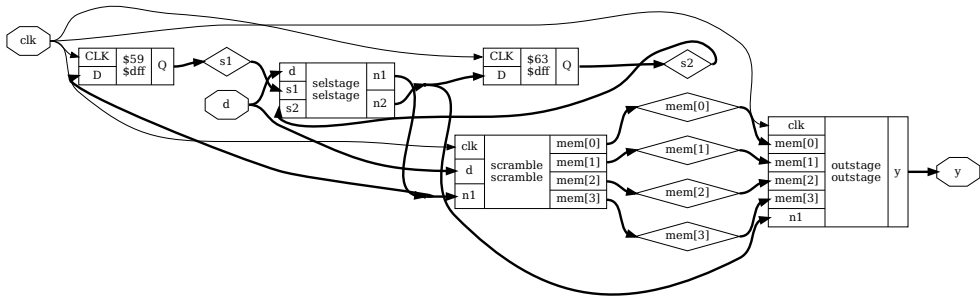 clk
CLK
D
$59
$dff
Q
s1
d
d
s1
s2
selstage
selstage
n1
n2
CLK
D
$63
$dff
Q
s2
clk
d
n1
scramble
scramble
mem[0]
mem[1]
mem[2]
mem[3]
mem[0]
mem[1]
mem[2]
mem[3]
clk
mem[0]
mem[1]
mem[2]
mem[3]
n1
outstage
outstage
y
y